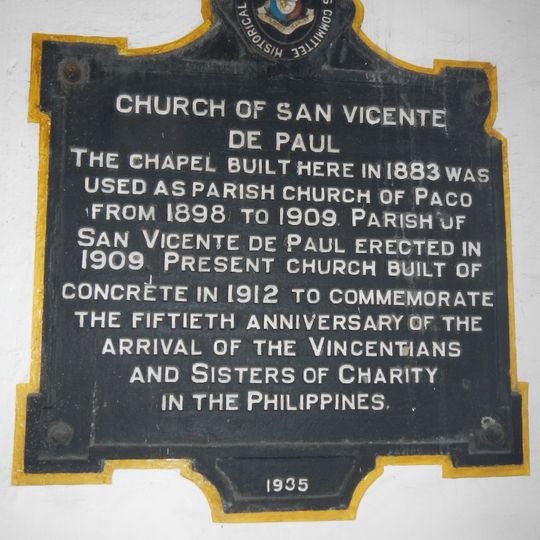 HISTORICAL COMMITTEE
CHURCH OF SAN VICENTE
DE PAUL
THE CHAPEL BUILT HERE IN 1883 WAS
USED AS PARISH CHURCH OF PACO
FROM 1898 TO 1909. PARISH OF
SAN VICENTE DE PAUL ERECTED IN
1909. PRESENT CHURCH BUILT OF
CONCRETE IN 1912 TO COMMEMORATE
THE FIFTIETH ANNIVERSARY OF THE
ARRIVAL OF THE VINCENTIANS
AND SISTERS OF CHARITY
IN THE PHILIPPINES.
1935